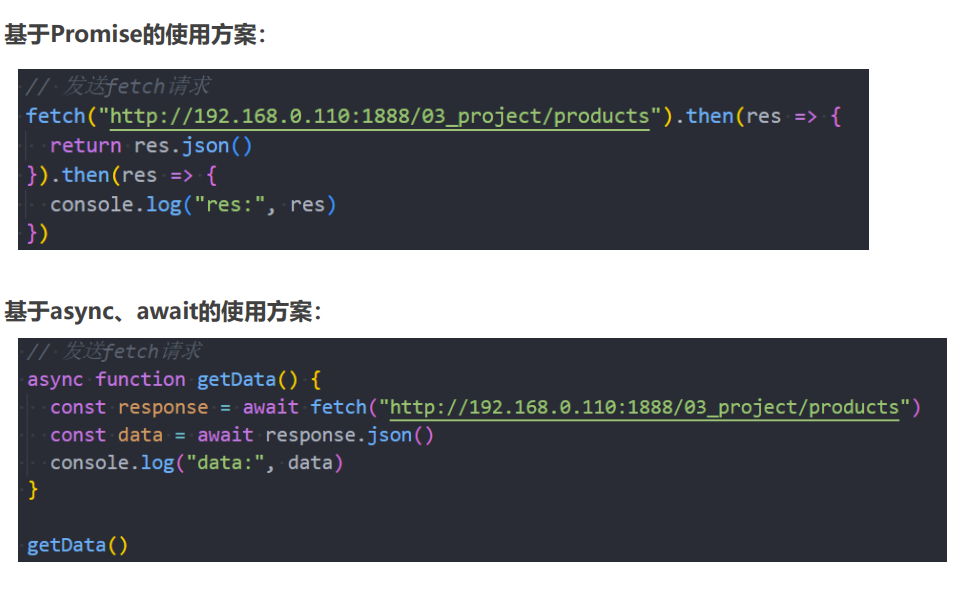 基于Promise的使用方案：
// 发送fetch请求
fetch("http://192.168.0.110:1888/03_project/products").then(res => {
  return res.json()
}).then(res => {
  console.log("res:", res)
})
基于async、await的使用方案：
// 发送fetch请求
async function getData() {
  const response = await fetch("http://192.168.0.110:1888/03_project/products")
  const data = await response.json()
  console.log("data:", data)
}
getData()